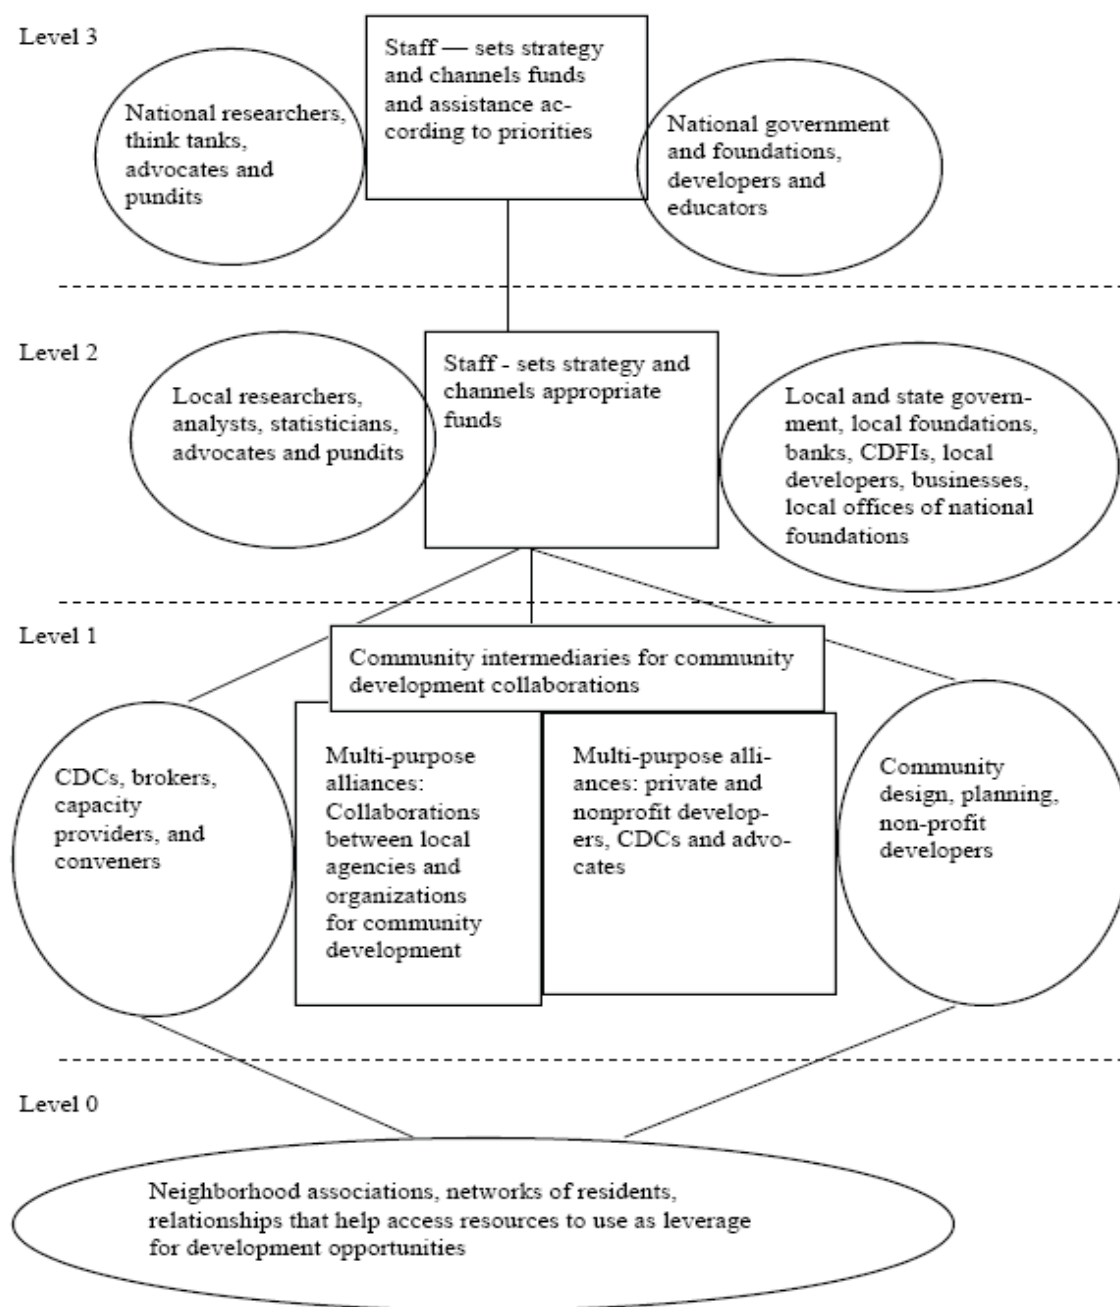 Level 3
Staff — sets strategy
and channels funds
and assistance ac-
cording to priorities
National researchers,
think tanks,
advocates and
pundits
National government
and foundations,
developers and
educators
Level 2
Staff - sets strategy and
channels appropriate
funds
Local researchers,
analysts, statisticians,
advocates and pundits
Local and state govern-
ment, local foundations,
banks, CDFIs, local
developers, businesses,
local offices of national
foundations
Level 1
Community intermediaries for community
development collaborations
CDCs, brokers,
capacity
providers, and
conveners
Multi-purpose
alliances:
Collaborations
between local
agencies and
organizations
for community
development
Multi-purpose alli-
ances: private and
nonprofit develop-
ers, CDCs and advo-
cates
Community
design, planning,
non-profit
developers
Level 0
Neighborhood associations, networks of residents,
relationships that help access resources to use as leverage
for development opportunities